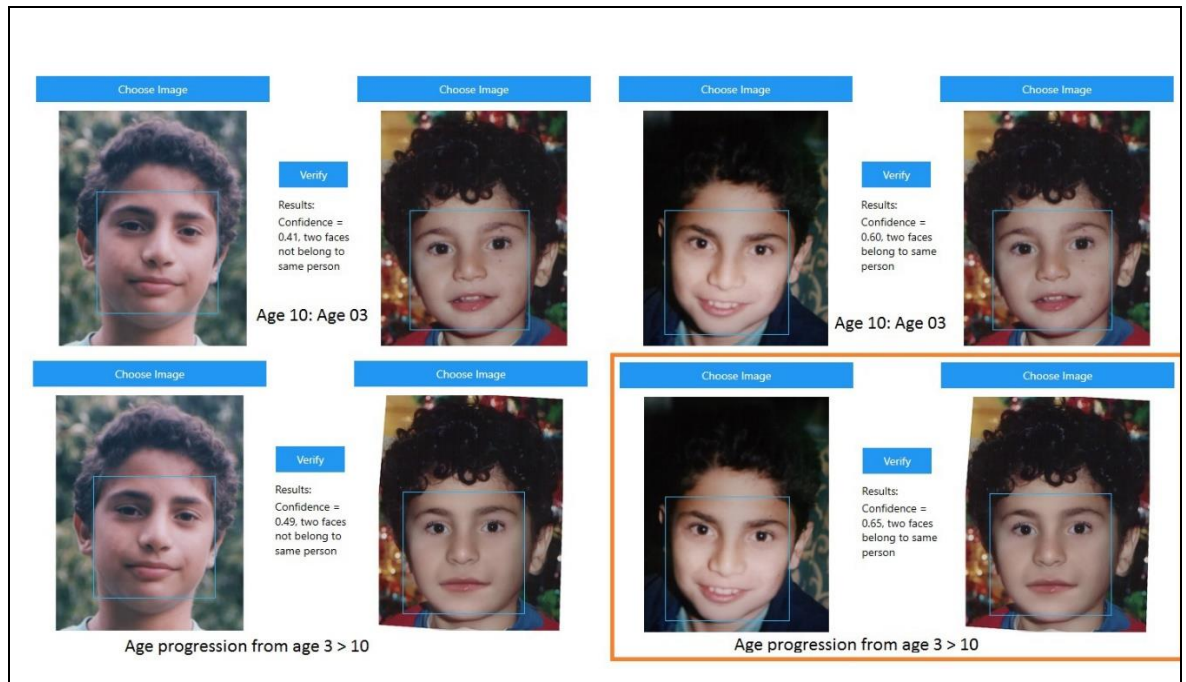 Choose Image
Choose Image
Verify
Results:
Confidence =
0.41, two faces
not belong to
same person
Age 10: Age 03
Choose Image
Choose Image
Verify
Results:
Confidence =
0.60, two faces
belong to same
person
Age 10: Age 03
Choose Image
Choose Image
Verify
Results:
Confidence =
0.49, two faces
not belong to
same person
Age progression from age 3 > 10
Choose Image
Choose Image
Verify
Results:
Confidence =
0.65, two faces
belong to same
person
Age progression from age 3 > 10